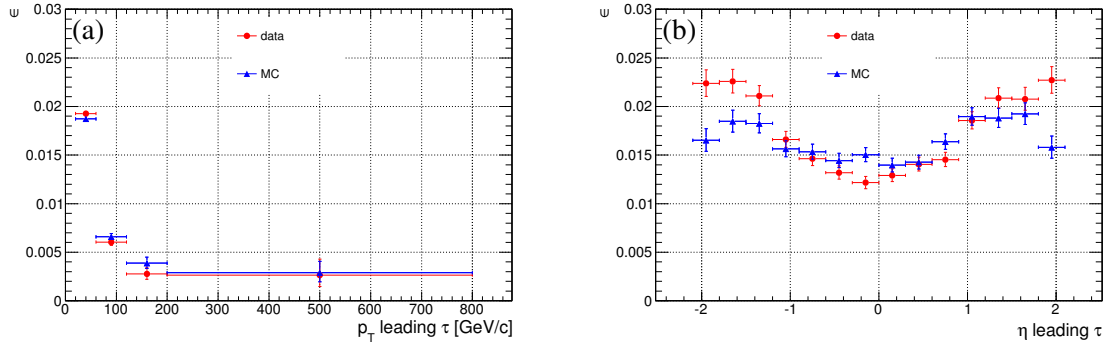 ∈ 0.03 (a) data
0.025 MC
0.02
0.015
0.01
0.005
0
100 200 300 400 500 600 700 800
p_T leading τ [GeV/c]
∈ 0.03 (b) data
0.025 MC
0.02
0.015
0.01
0.005
0
-2 -1 0 1 2
η leading τ